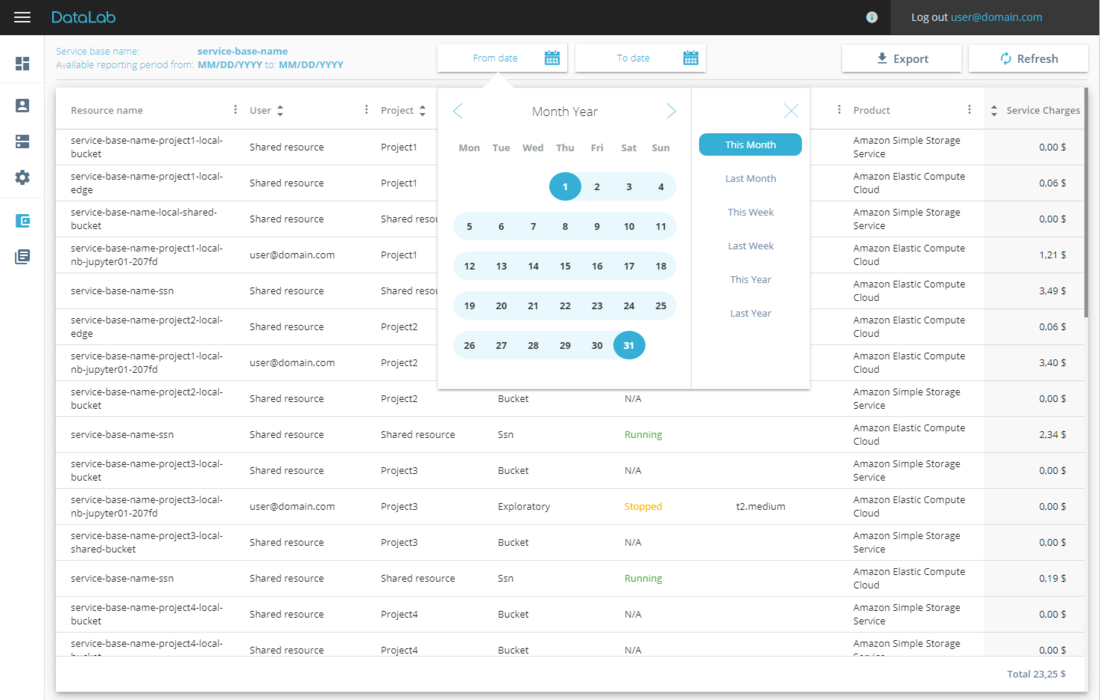 DataLab
Log out user@domain.com
Service base name: service-base-name
Available reporting period from: MM/DD/YYYY to: MM/DD/YYYY
From date
To date
Export
Refresh
Resource name User Project Product Service Charges
Month Year
Mon Tue Wed Thu Fri Sat Sun
1 2 3 4
5 6 7 8 9 10 11
12 13 14 15 16 17 18
19 20 21 22 23 24 25
26 27 28 29 30 31
This Month
Last Month
This Week
Last Week
This Year
Last Year
service-base-name-project1-local-
bucket
Shared resource Project1
Amazon Simple Storage
Service
0,00 $
service-base-name-project1-local-
edge
Shared resource Project1
Amazon Elastic Compute
Cloud
0,06 $
service-base-name-local-shared-
bucket
Shared resource
Shared
Amazon Simple Storage
Service
0,00 $
service-base-name-project1-local-
nb-jupyter01-207fd
user@domain.com Project1
Amazon Elastic Compute
Cloud
1,21 $
service-base-name-ssn
Shared resource
Shared
Amazon Elastic Compute
Cloud
3,49 $
service-base-name-project2-local-
edge
Shared resource Project2
Amazon Elastic Compute
Cloud
0,06 $
service-base-name-project1-local-
nb-jupyter01-207fd
user@domain.com Project2
Amazon Elastic Compute
Cloud
3,40 $
service-base-name-project2-local-
bucket
Shared resource Project2 Bucket N/A
Amazon Simple Storage
Service
0,00 $
service-base-name-ssn
Shared resource Shared resource Ssn Running
Amazon Elastic Compute
Cloud
2,34 $
service-base-name-project3-local-
bucket
Shared resource Project3 Bucket N/A
Amazon Simple Storage
Service
0,00 $
service-base-name-project3-local-
nb-jupyter01-207fd
user@domain.com Project3 Exploratory Stopped t2.medium
Amazon Elastic Compute
Cloud
0,00 $
service-base-name-project3-local-
shared-bucket
Shared resource Project3 Bucket N/A
Amazon Simple Storage
Service
0,00 $
service-base-name-ssn
Shared resource Shared resource Ssn Running
Amazon Elastic Compute
Cloud
0,19 $
service-base-name-project4-local-
bucket
Shared resource Project4 Bucket N/A
Amazon Simple Storage
Service
0,00 $
service-base-name-project4-local-
Shared resource Project4 Bucket N/A
Amazon Simple Storage
0,00 $
Total 23,25 $